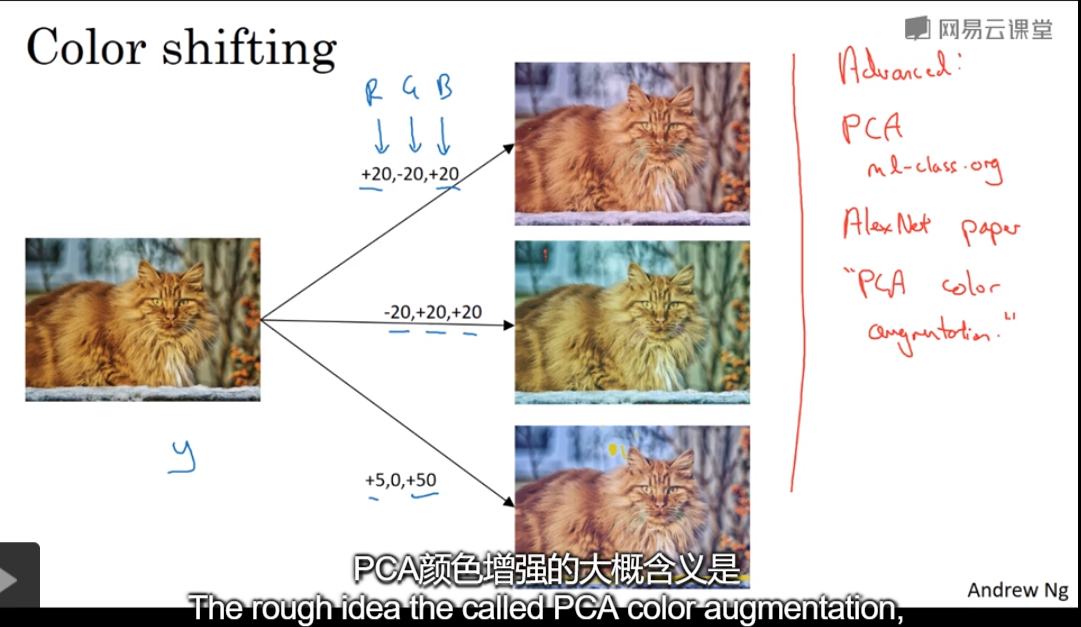 Color shifting
网易云课堂
R G B
+20,-20,+20
-20,+20,+20
+5,0,+50
y
Advanced:
PCA
ml-class.org
AlexNet paper
"PCA color
augmentation."
PCA颜色增强的大概含义是
The rough idea the called PCA color augmentation,
Andrew Ng